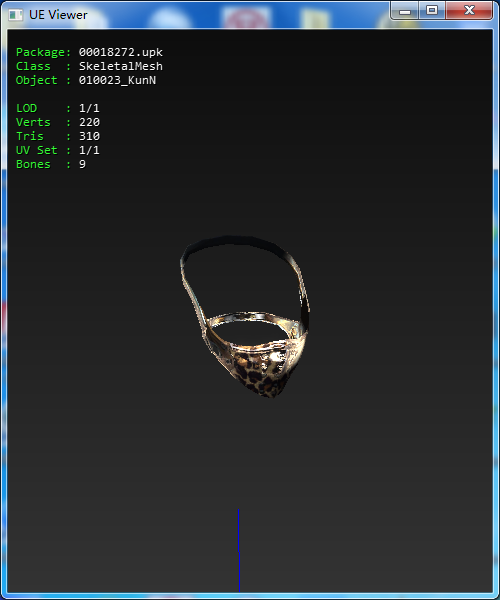 UE Viewer
Package: 00018272.upk
Class : SkeletalMesh
Object : 010023_KunN
LOD : 1/1
Verts : 220
Tris : 310
UV Set : 1/1
Bones : 9